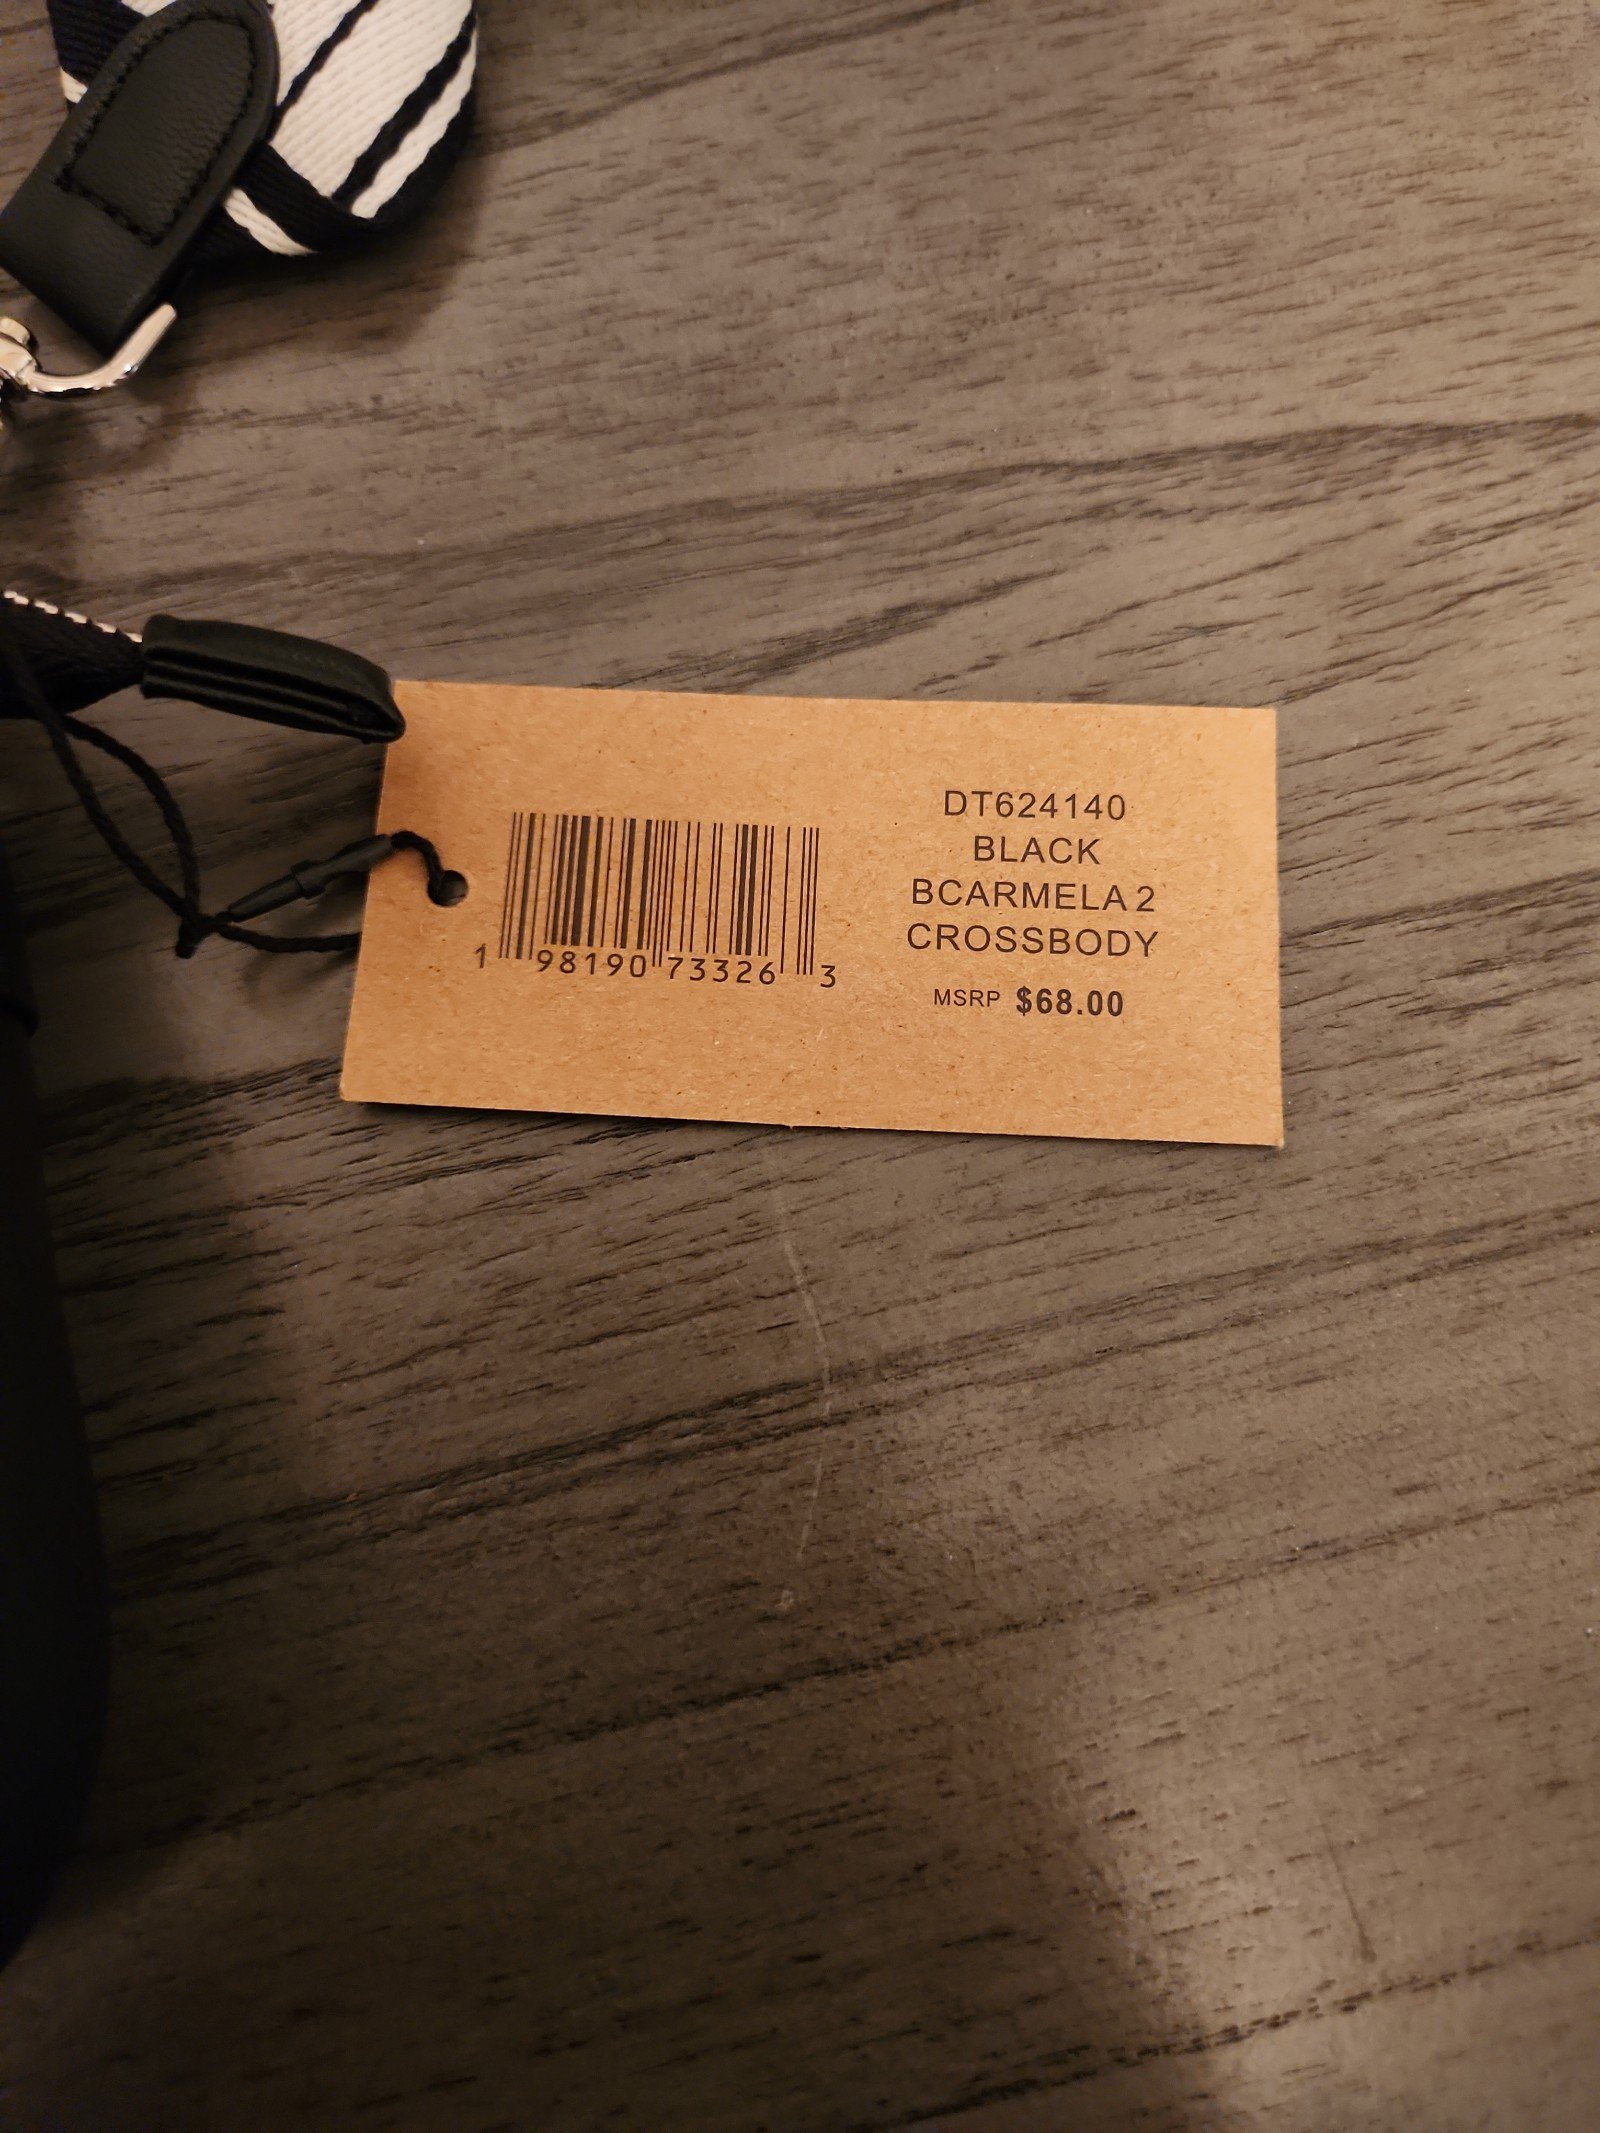 DT624140
BLACK
BCARMELA 2
CROSSBODY
MSRP $68.00
1 98190 73326 3